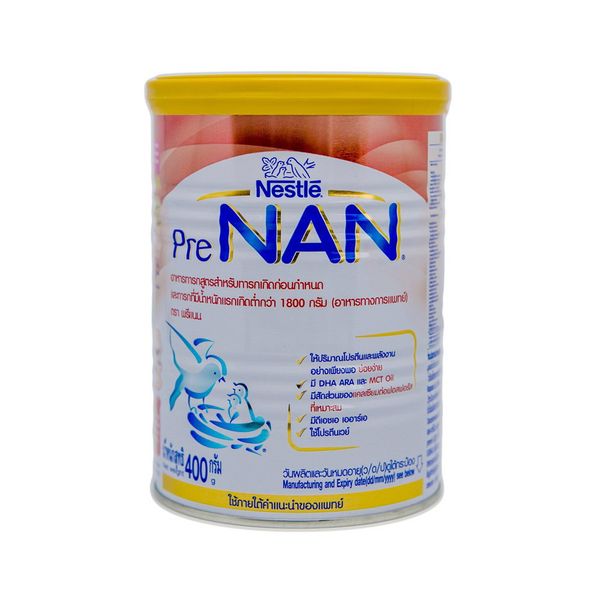 Nestlé
Pre NAN
อาหารทารกสูตรสำหรับทารกเกิดก่อนกำหนด
และทารกที่มีน้ำหนักแรกเกิดต่ำกว่า 1800 กรัม (อาหารทางการแพทย์)
ตรา พรีแนน
ให้ปริมาณโปรตีนและพลังงาน
อย่างเพียงพอ ย่อยง่าย
มี DHA ARA และ MCT Oil
มีสัดส่วนของแคลเซียมต่อฟอสฟอรัส
ที่เหมาะสม
มีดีเอชเอ เออาร์เอ
ใช้โปรตีนเวย์
น้ำหนักสุทธิ 400 กรัม
g
วันผลิตและวันหมดอายุ(ว/ด/ป)ดูใต้กระป๋อง
Manufacturing and Expiry date(dd/mm/yyyy) see below
ใช้ภายใต้คำแนะนำของแพทย์